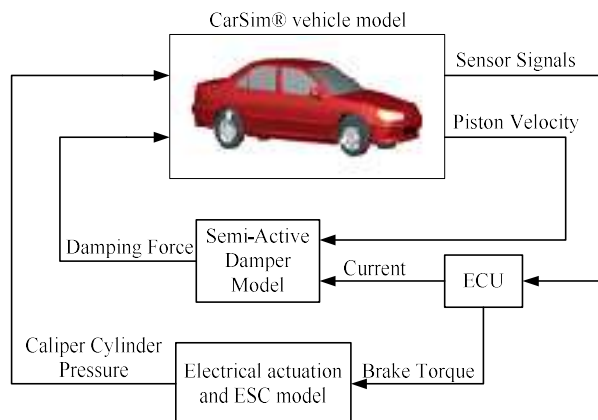 CarSim® vehicle model
Sensor Signals
Piston Velocity
Damping Force
Semi-Active
Damper
Model
Current
ECU
Caliper Cylinder
Pressure
Electrical actuation
and ESC model
Brake Torque